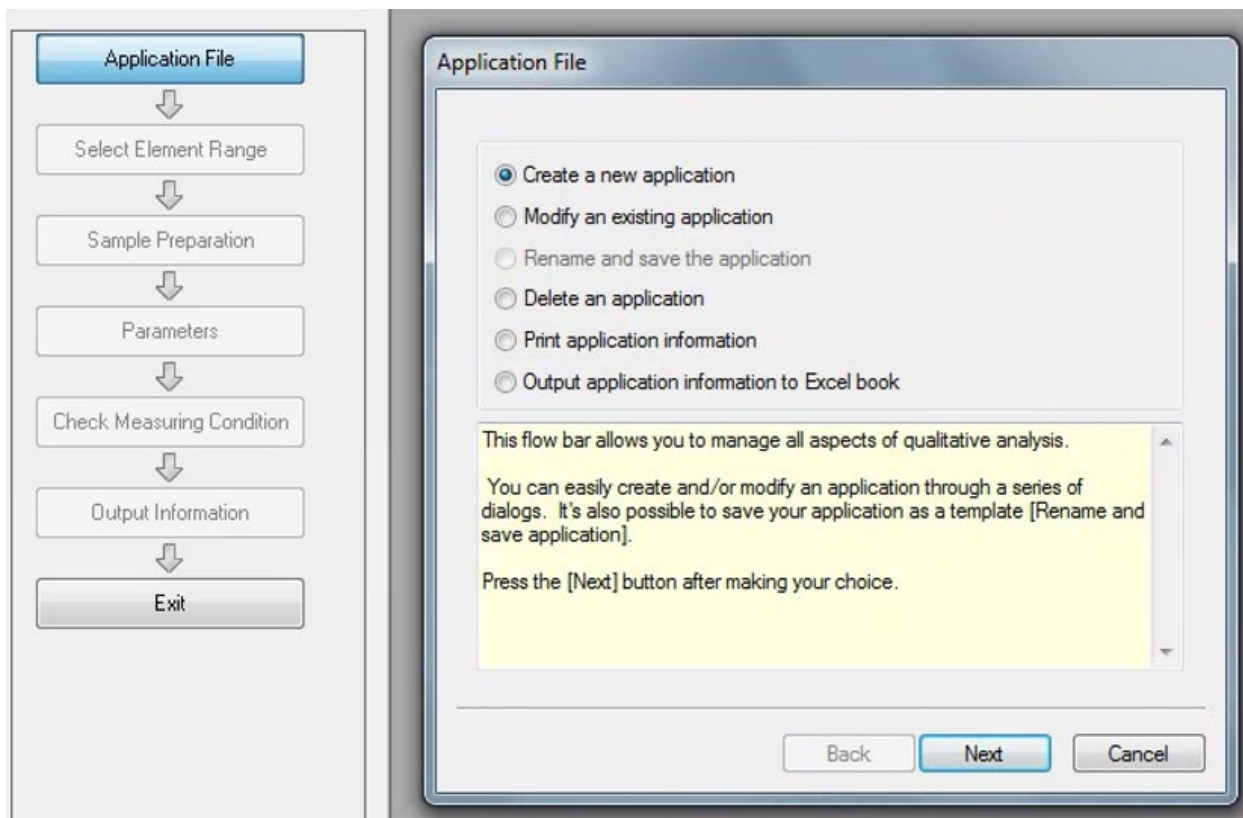 Application File
Select Element Range
Sample Preparation
Parameters
Check Measuring Condition
Output Information
Exit
Application File
Create a new application
Modify an existing application
Rename and save the application
Delete an application
Print application information
Output application information to Excel book
This flow bar allows you to manage all aspects of qualitative analysis.
You can easily create and/or modify an application through a series of
dialogs. It's also possible to save your application as a template [Rename and
save application].
Press the [Next] button after making your choice.
Back
Next
Cancel